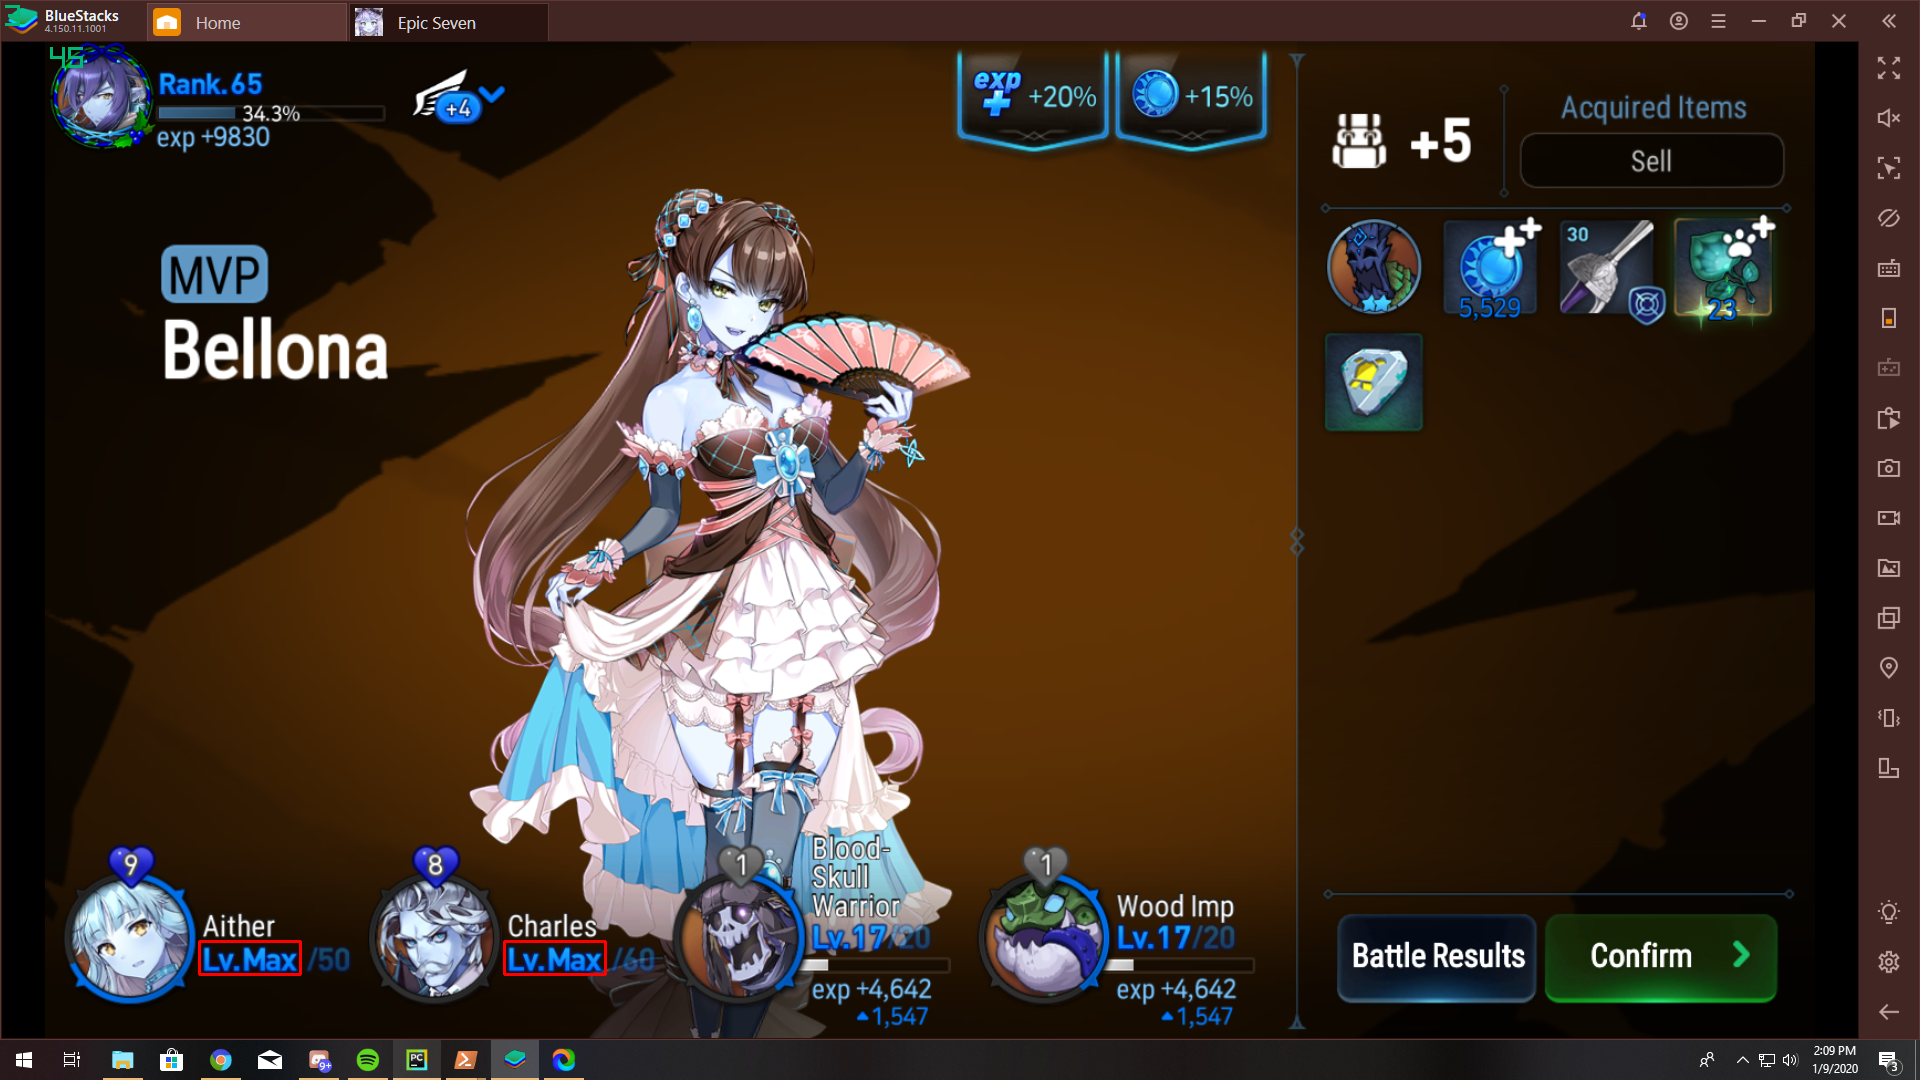 BlueStacks
4.150.11.1001
Home
Epic Seven
45
Rank.65
34.3%
exp +9830
+4
exp +20%
+15%
+5
Acquired Items
Sell
MVP
Bellona
5,529
30
23
9
Aither
Lv.Max /50
8
Charles
Lv.Max /60
1
Blood-
Skull
Warrior
Lv.17/20
exp +4,642
1,547
1
Wood Imp
Lv.17/20
exp +4,642
1,547
Battle Results
Confirm
PC
9+
2:09 PM
1/9/2020
3